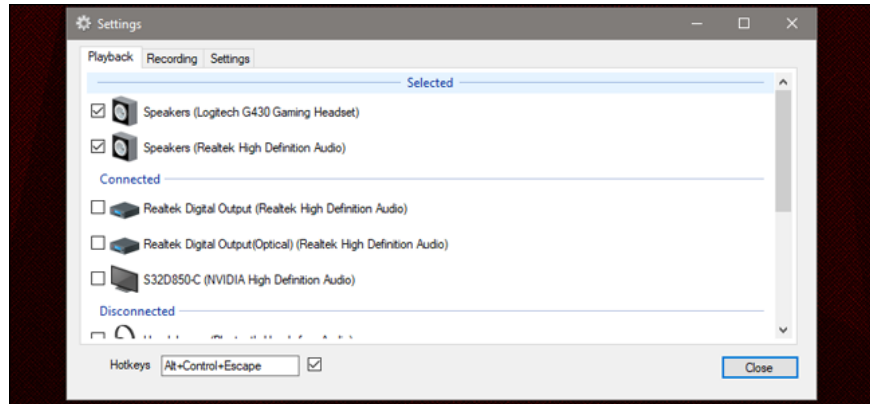 Settings
Playback Recording Settings
Selected
Speakers (Logitech G430 Gaming Headset)
Speakers (Realtek High Definition Audio)
Connected
Realtek Digital Output (Realtek High Definition Audio)
Realtek Digital Output(Optical) (Realtek High Definition Audio)
S32D850-C (NVIDIA High Definition Audio)
Disconnected
Hotkeys Alt+Control+Escape
Close